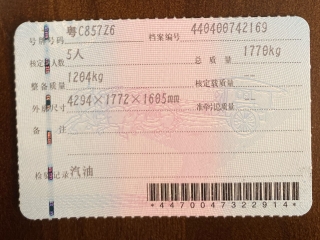 号牌号码 粤C857Z6 档案编号 440400742169
核定载人数 5人 总质量 1770kg
整备质量 1204kg 核定载质量 --
外廓尺寸 4294×1772×1605 准牵引总质量 --
备注
检验记录 汽油
*4470047322914*